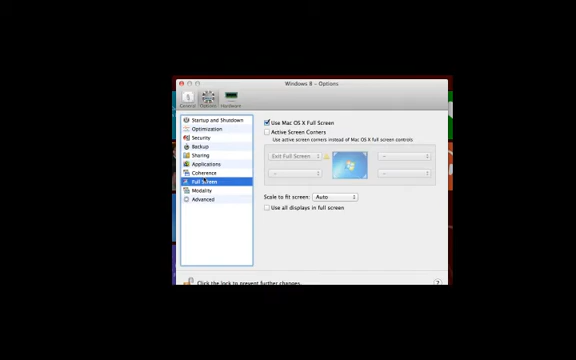 Windows 8 – Options
General
Options
Hardware
Startup and Shutdown
Optimization
Security
Backup
Sharing
Applications
Coherence
Full Screen
Modality
Advanced
Use Mac OS X Full Screen
Active Screen Corners
Use active screen corners instead of Mac OS X full screen controls
Exit Full Screen
–
–
–
Scale to fit screen: Auto
Use all displays in full screen
Click the lock to prevent further changes.
?